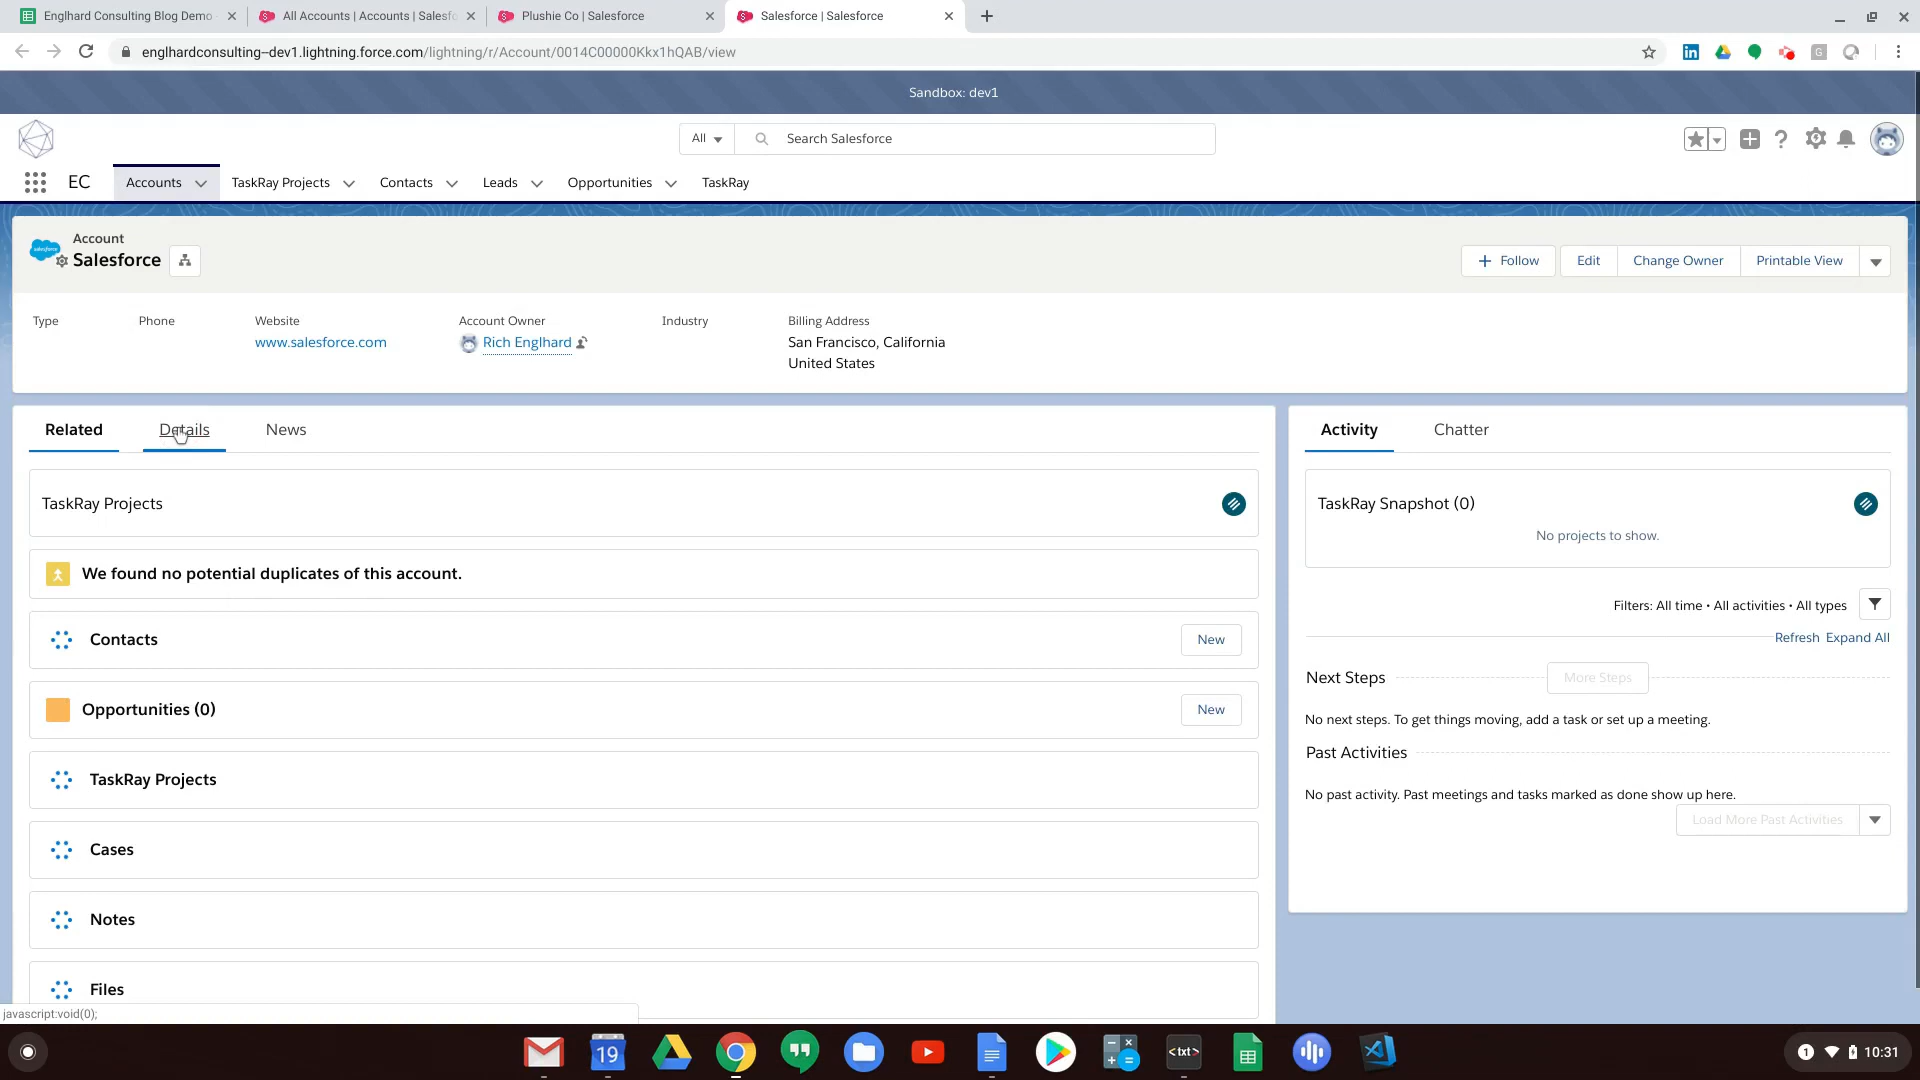 Englhard Consulting Blog Demo
All Accounts | Accounts | Salesfo
Plushie Co | Salesforce
Salesforce | Salesforce
englhardconsulting--dev1.lightning.force.com/lightning/r/Account/0014C00000Kkx1hQAB/view
Sandbox: dev1
All
Search Salesforce
EC
Accounts
TaskRay Projects
Contacts
Leads
Opportunities
TaskRay
Account
Salesforce
Follow
Edit
Change Owner
Printable View
Type
Phone
Website
Account Owner
Industry
Billing Address
www.salesforce.com
Rich Englhard
San Francisco, California
United States
Related
Details
News
Activity
Chatter
TaskRay Projects
TaskRay Snapshot (0)
No projects to show.
We found no potential duplicates of this account.
Filters: All time • All activities • All types
Refresh Expand All
Contacts
New
Next Steps
More Steps
Opportunities (0)
New
No next steps. To get things moving, add a task or set up a meeting.
Past Activities
TaskRay Projects
No past activity. Past meetings and tasks marked as done show up here.
Load More Past Activities
Cases
Notes
Files
javascript:void(0);
19
<txt>
1
10:31